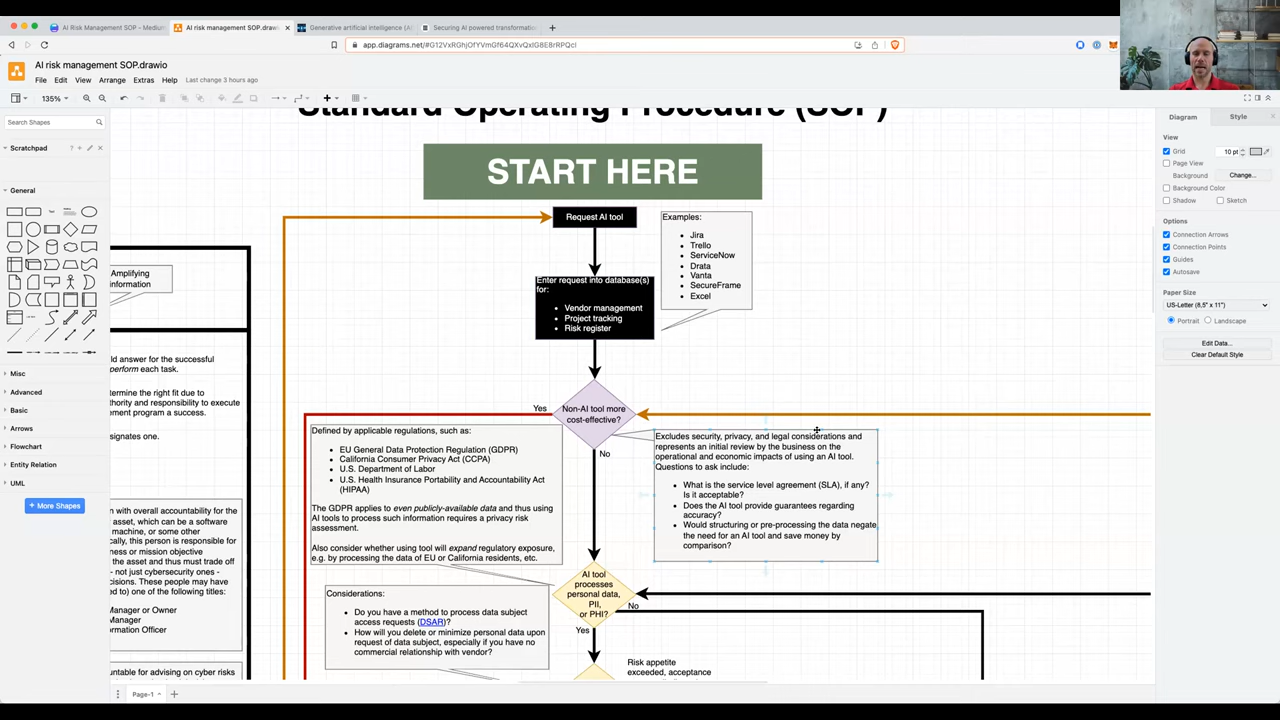 AI Risk Management SOP - Medium
AI risk management SOP.draw
Generative artificial intelligence (AI
Securing AI powered transformation
app.diagrams.net/#G12VxRGhjOfYVmGf64QXvQxIG8E8rRPQcI
AI risk management SOP.drawio
File Edit View Arrange Extras Help Last change 3 hours ago
135%
Search Shapes
Scratchpad
General
Misc
Advanced
Basic
Arrows
Flowchart
Entity Relation
UML
+ More Shapes
Standard Operating Procedure (SOP)
START HERE
Request AI tool
Examples:
Jira
Trello
ServiceNow
Drata
Vanta
SecureFrame
Excel
Enter request into database(s)
for:
Vendor management
Project tracking
Risk register
Amplifying
information
ld answer for the successful
perform each task.
termine the right fit due to
thority and responsibility to execute
ement program a success.
signates one.
n with overall accountability for the
asset, which can be a software
machine, or some other
cally, this person is responsible for
ness or mission objective
the asset and thus must trade off
- not just cybersecurity ones -
cisions. These people may have
ed to) one of the following titles:
Manager or Owner
Manager
ormation Officer
untable for advising on cyber risks
Yes
Non-AI tool more
cost-effective?
No
Defined by applicable regulations, such as:
EU General Data Protection Regulation (GDPR)
California Consumer Privacy Act (CCPA)
U.S. Department of Labor
U.S. Health Insurance Portability and Accountability Act
(HIPAA)
The GDPR applies to even publicly-available data and thus using
AI tools to process such information requires a privacy risk
assessment.
Also consider whether using tool will expand regulatory exposure,
e.g. by processing the data of EU or California residents, etc.
Excludes security, privacy, and legal considerations and
represents an initial review by the business on the
operational and economic impacts of using an AI tool.
Questions to ask include:
What is the service level agreement (SLA), if any?
Is it acceptable?
Does the AI tool provide guarantees regarding
accuracy?
Would structuring or pre-processing the data negate
the need for an AI tool and save money by
comparison?
AI tool
processes
personal data,
PII,
or PHI?
No
Yes
Considerations:
Do you have a method to process data subject
access requests (DSAR)?
How will you delete or minimize personal data upon
request of data subject, especially if you have no
commercial relationship with vendor?
Risk appetite
exceeded, acceptance
Page-1
Diagram Style
View
Grid 10 pt
Page View
Background Change...
Background Color
Shadow Sketch
Options
Connection Arrows
Connection Points
Guides
Autosave
Paper Size
US-Letter (8,5" x 11")
Portrait Landscape
Edit Data...
Clear Default Style